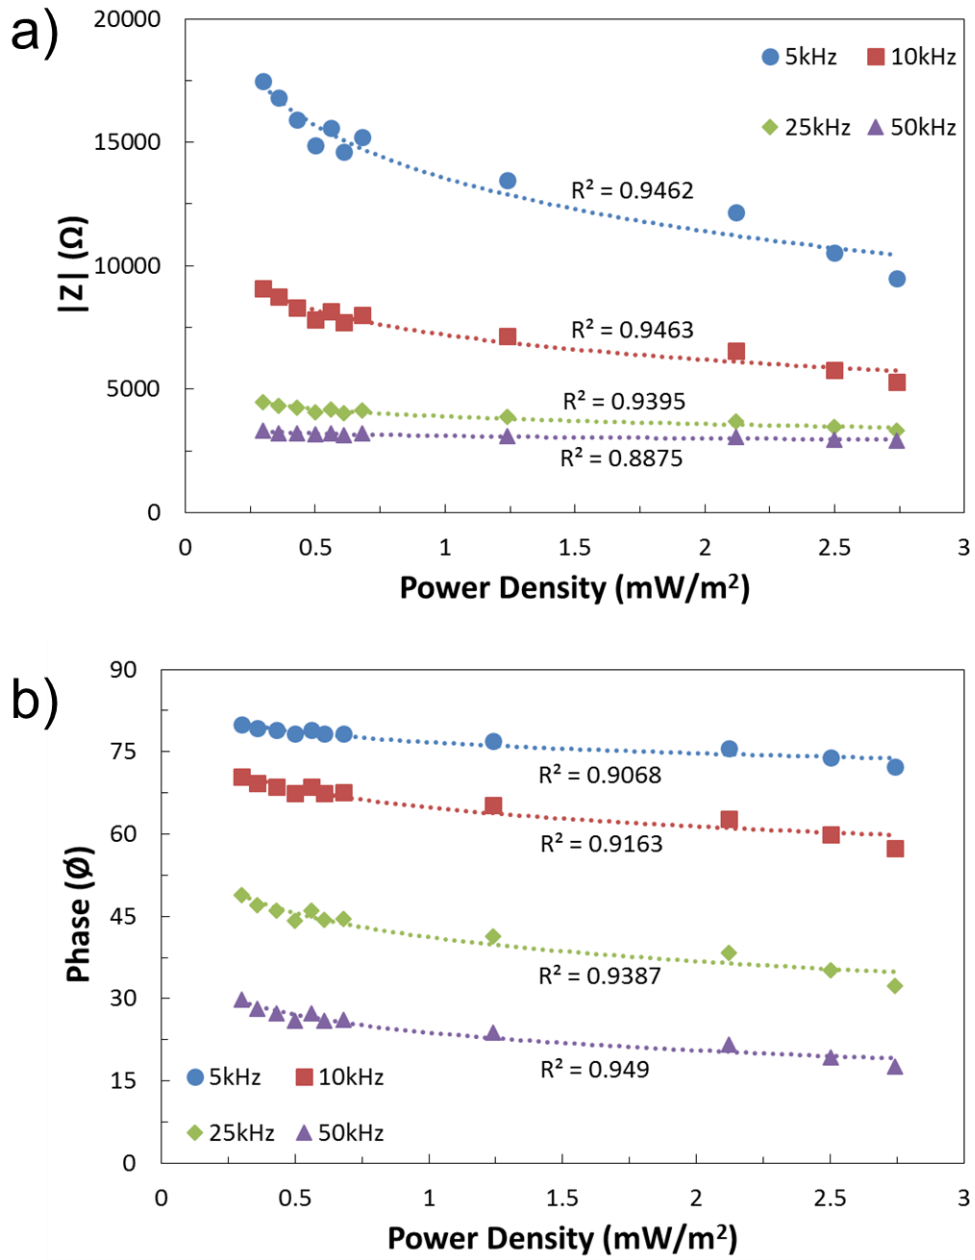 a)
20000
5kHz 10kHz
25kHz 50kHz
15000
R² = 0.9462
|Z| (Ω)
10000
R² = 0.9463
5000
R² = 0.9395
R² = 0.8875
0
0 0.5 1 1.5 2 2.5 3
Power Density (mW/m²)
b)
90
75
R² = 0.9068
60
R² = 0.9163
Phase (Ø)
45
R² = 0.9387
30
R² = 0.949
5kHz 10kHz
15
25kHz 50kHz
0
0 0.5 1 1.5 2 2.5 3
Power Density (mW/m²)